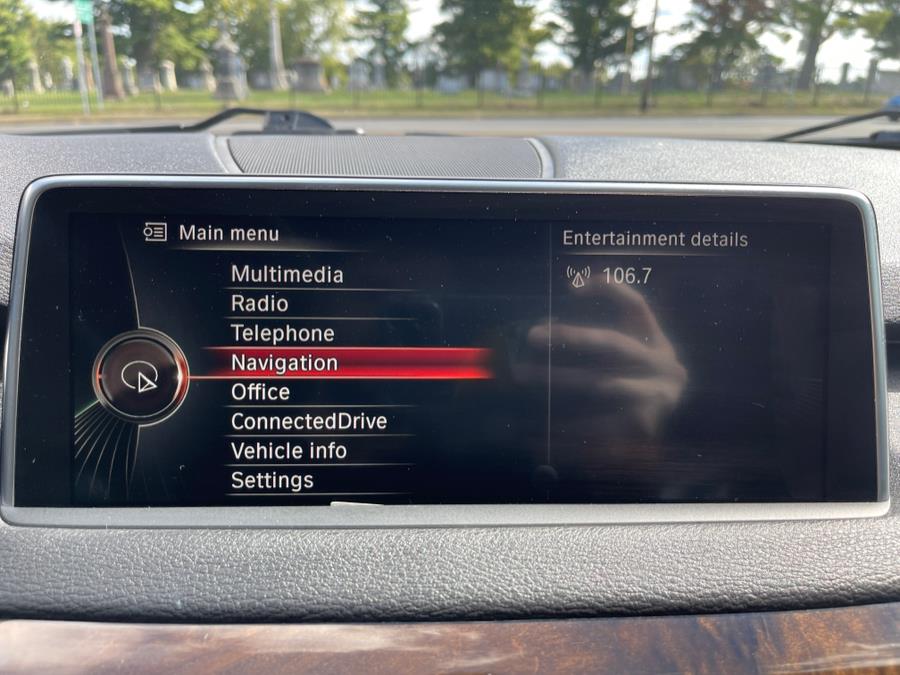 Main menu
Multimedia
Radio
Telephone
Navigation
Office
ConnectedDrive
Vehicle info
Settings
Entertainment details
106.7